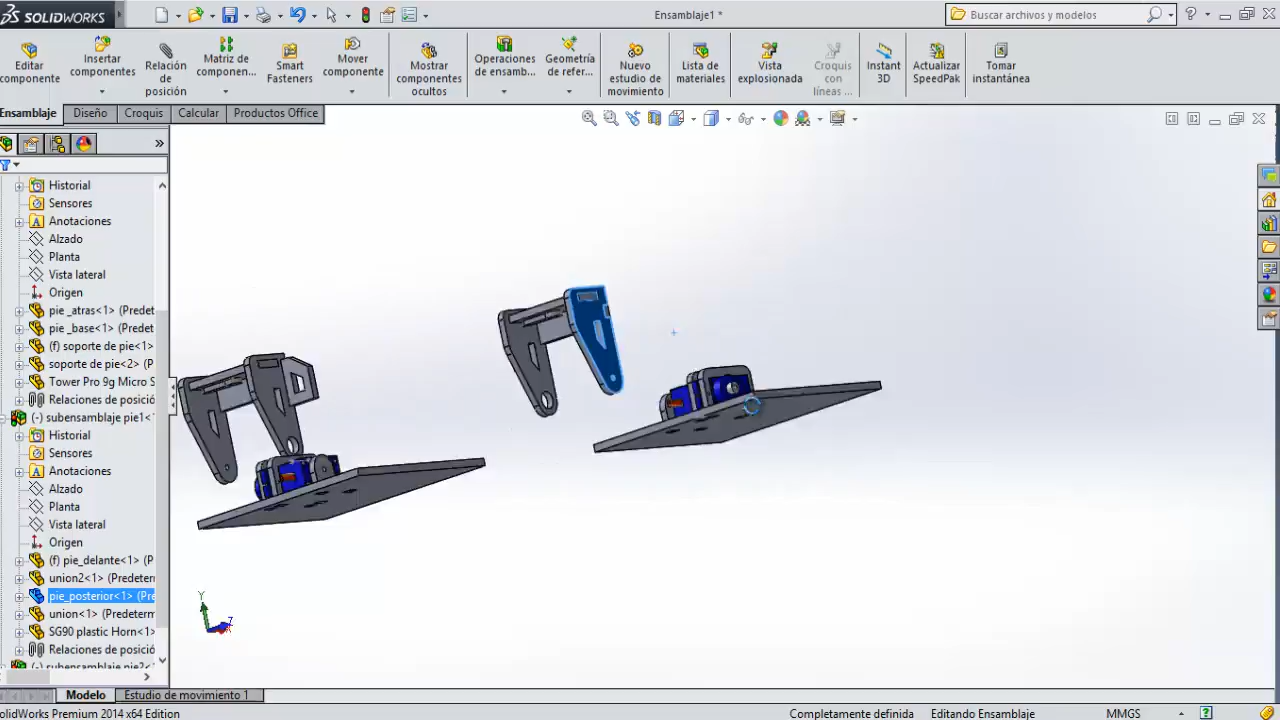 SOLIDWORKS
Ensamblaje1 *
Buscar archivos y modelos
Editar componente
Insertar componentes
Relación de posición
Matriz de componen...
Smart Fasteners
Mover componente
Mostrar componentes ocultos
Operaciones de ensamb...
Geometría de refer...
Nuevo estudio de movimiento
Lista de materiales
Vista explosionada
Croquis con líneas ...
Instant 3D
Actualizar SpeedPak
Tomar instantánea
Ensamblaje
Diseño
Croquis
Calcular
Productos Office
Historial
Sensores
Anotaciones
Alzado
Planta
Vista lateral
Origen
pie _atras<1> (Predet
pie _base<1> (Predet
(f) soporte de pie<1>
soporte de pie<2> (
Tower Pro 9g Micro S
Relaciones de posició
(-) subensamblaje pie1<
Historial
Sensores
Anotaciones
Alzado
Planta
Vista lateral
Origen
(f) pie_delante<1> (P
union2<1> (Predeterm
pie_posterior<1> (Pre
union<1> (Predeterm
SG90 plastic Horn<1>
Relaciones de posició
(-) subensamblaje pie2<
Y
Z
Modelo
Estudio de movimiento 1
SolidWorks Premium 2014 x64 Edition
Completamente definida
Editando Ensamblaje
MMGS